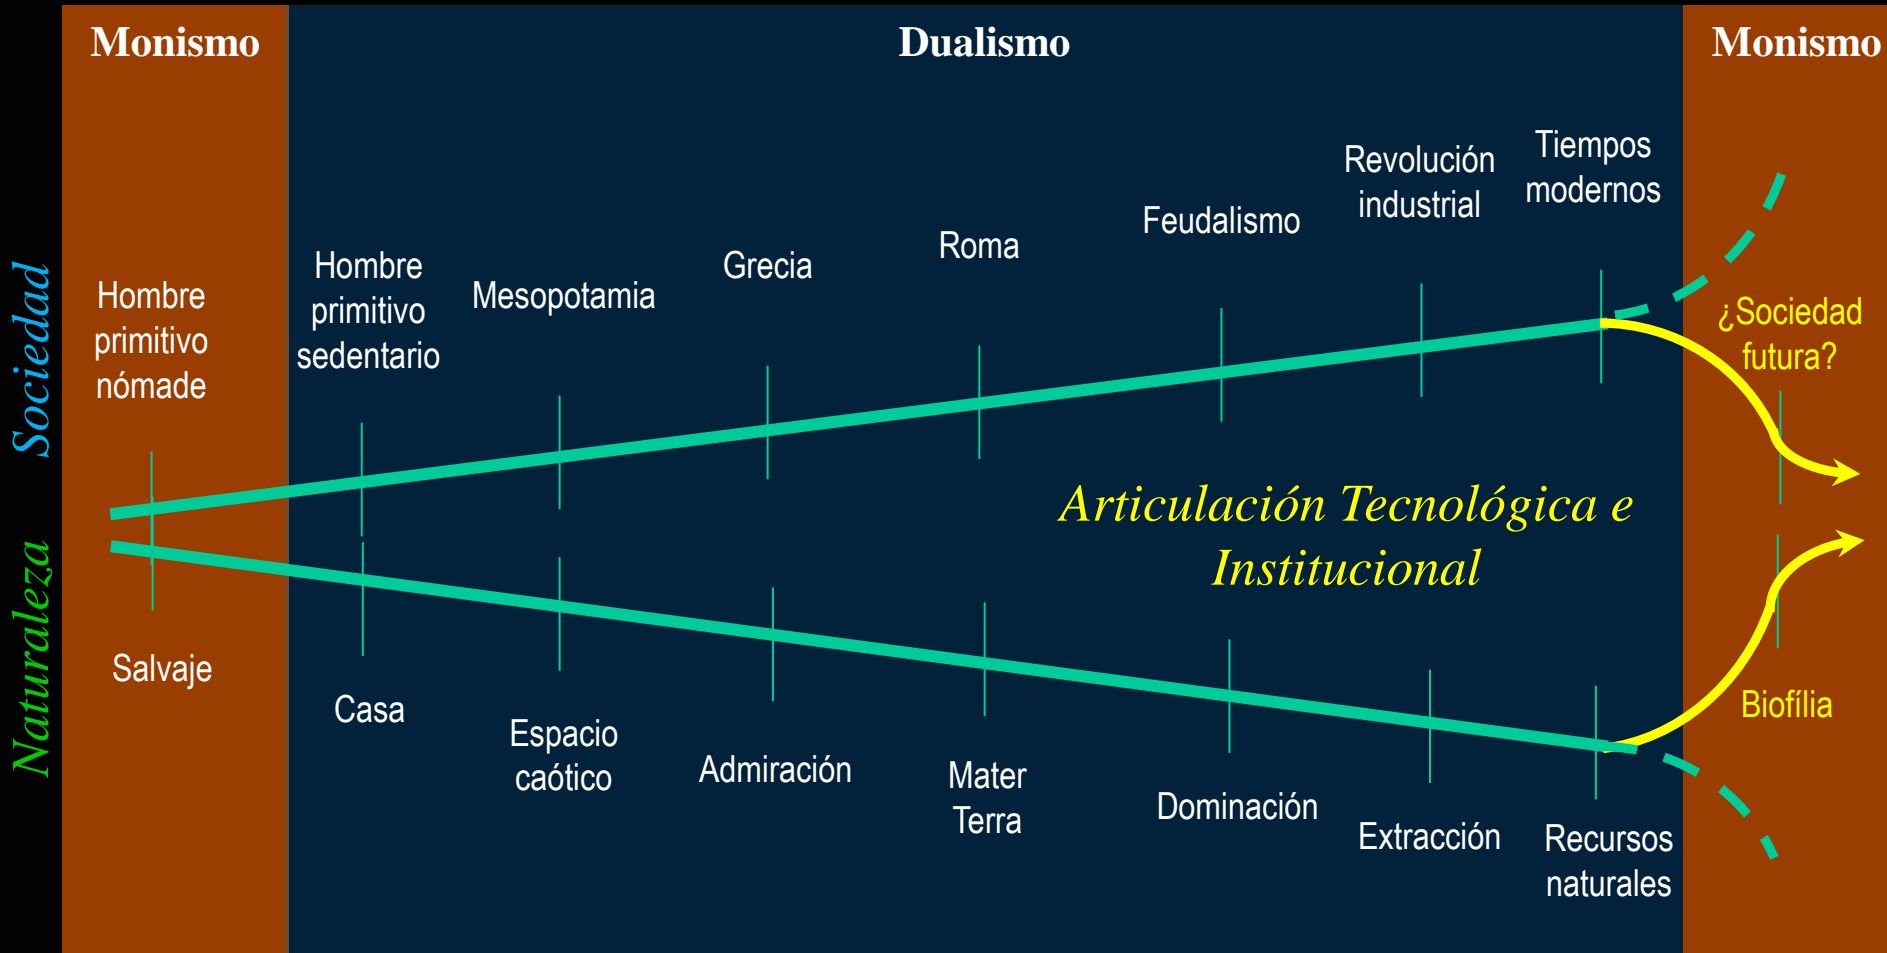 Monismo
Dualismo
Monismo
Sociedad
Naturaleza
Hombre
primitivo
nómade
Hombre
primitivo
sedentario
Mesopotamia
Grecia
Roma
Feudalismo
Revolución
industrial
Tiempos
modernos
¿Sociedad
futura?
Articulación Tecnológica e
Institucional
Salvaje
Casa
Espacio
caótico
Admiración
Mater
Terra
Dominación
Extracción
Recursos
naturales
Biofília